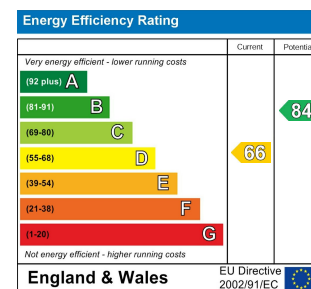 Energy Efficiency Rating
Current Potentia
Very energy efficient - lower running costs
(92 plus) A
(81-91) B
84
(69-80) C
(55-68) D
66
(39-54) E
(21-38) F
(1-20) G
Not energy efficient - higher running costs
England & Wales
EU Directive
2002/91/EC